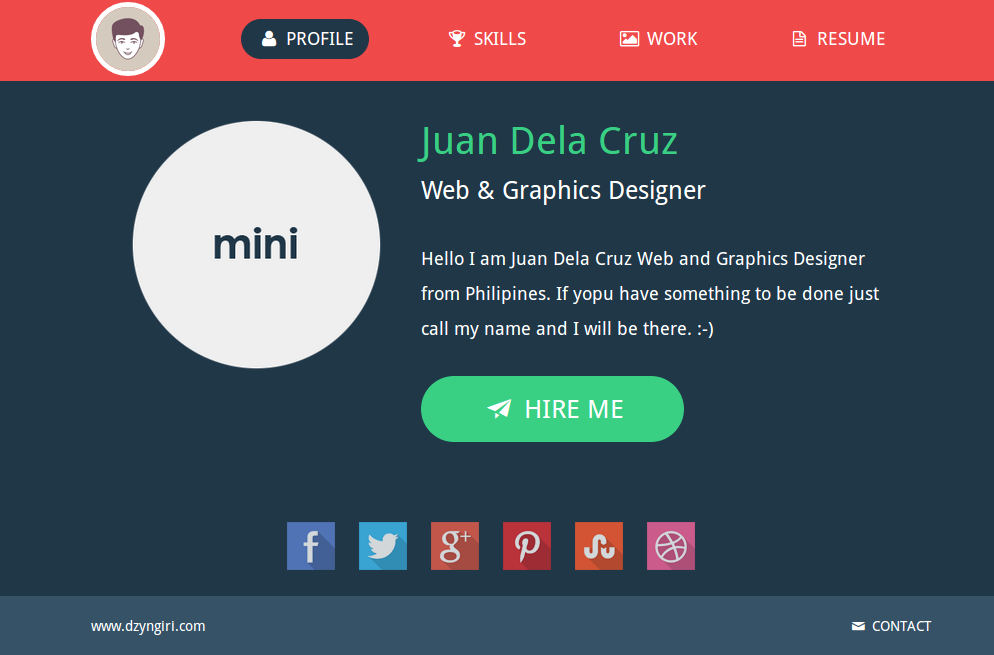 PROFILE
SKILLS
WORK
RESUME
mini
Juan Dela Cruz
Web & Graphics Designer
Hello I am Juan Dela Cruz Web and Graphics Designer
from Philipines. If yopu have something to be done just
call my name and I will be there. :-)
HIRE ME
www.dzyngiri.com
CONTACT